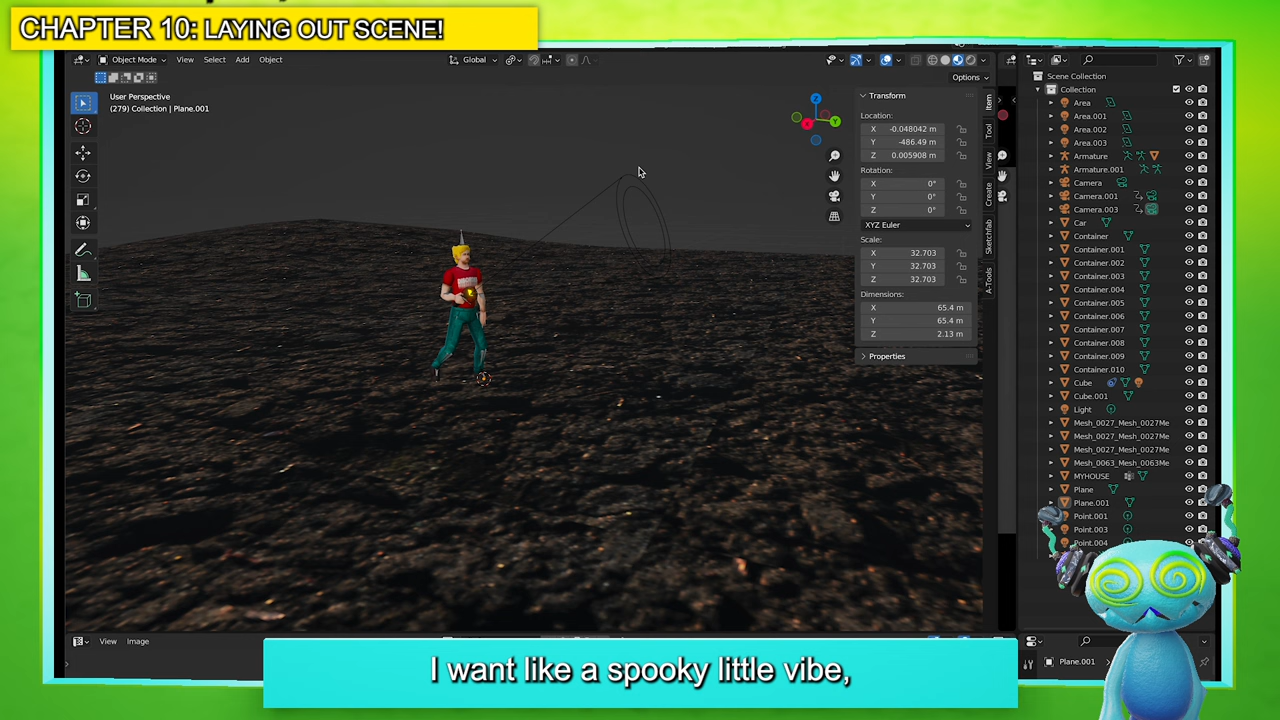 CHAPTER 10: LAYING OUT SCENE!
Object Mode View Select Add Object
Global
Options
User Perspective
(279) Collection | Plane.001
Z
Y
X
Transform
Location:
X -0.048042 m
Y -486.49 m
Z 0.005908 m
Rotation:
X 0°
Y 0°
Z 0°
XYZ Euler
Scale:
X 32.703
Y 32.703
Z 32.703
Dimensions:
X 65.4 m
Y 65.4 m
Z 2.13 m
Properties
Item
Tool
View
Create
Sketchfab
A-Tools
Scene Collection
Collection
Area
Area.001
Area.002
Area.003
Armature
Armature.001
Camera
Camera.001
Camera.003
Car
Container
Container.001
Container.002
Container.003
Container.004
Container.005
Container.006
Container.007
Container.008
Container.009
Container.010
Cube
Cube.001
Light
Mesh_0027_Mesh_0027Me
Mesh_0027_Mesh_0027Me
Mesh_0027_Mesh_0027Me
Mesh_0063_Mesh_0063Me
MYHOUSE
Plane
Plane.001
Point.001
Point.003
Point.004
View Image
Plane.001
I want like a spooky little vibe,